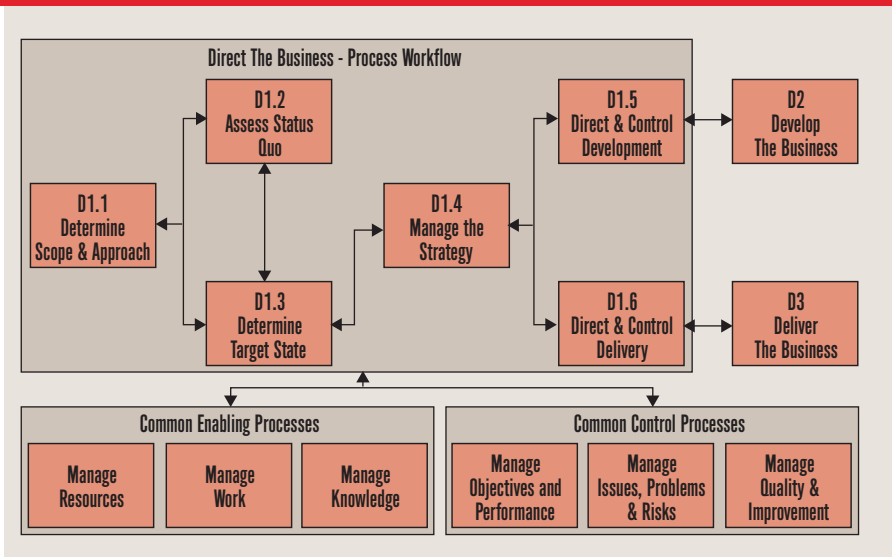 Direct The Business - Process Workflow
D1.1
Determine
Scope & Approach
D1.2
Assess Status
Quo
D1.3
Determine
Target State
D1.4
Manage the
Strategy
D1.5
Direct & Control
Development
D1.6
Direct & Control
Delivery
D2
Develop
The Business
D3
Deliver
The Business
Common Enabling Processes
Manage
Resources
Manage
Work
Manage
Knowledge
Common Control Processes
Manage
Objectives and
Performance
Manage
Issues, Problems
& Risks
Manage
Quality &
Improvement